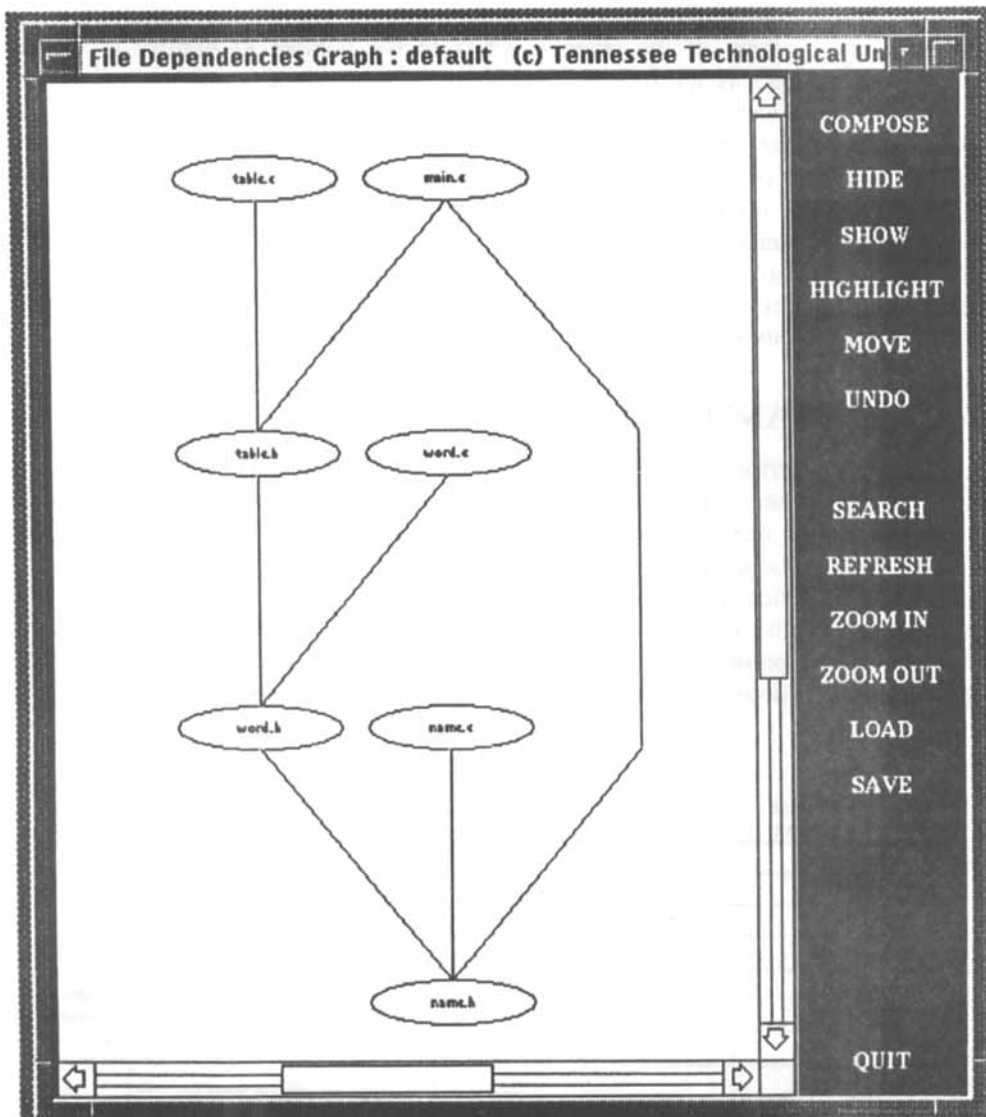 File Dependencies Graph : default (c) Tennessee Technological Un
COMPOSE
HIDE
SHOW
HIGHLIGHT
MOVE
UNDO
SEARCH
REFRESH
ZOOM IN
ZOOM OUT
LOAD
SAVE
QUIT
table.c
main.c
table.h
word.c
word.h
name.c
name.h